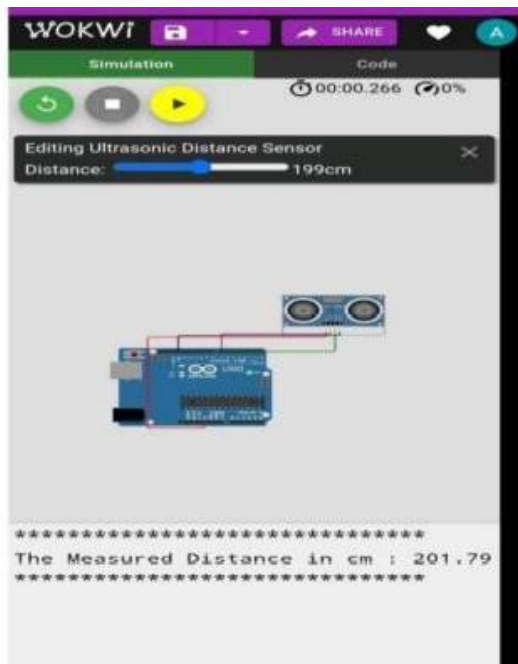 WOKWI SHARE A
Simulation Code
00:00.266 0%
Editing Ultrasonic Distance Sensor
Distance: 199cm
UNO
*******************************
The Measured Distance in cm : 201.79
*******************************